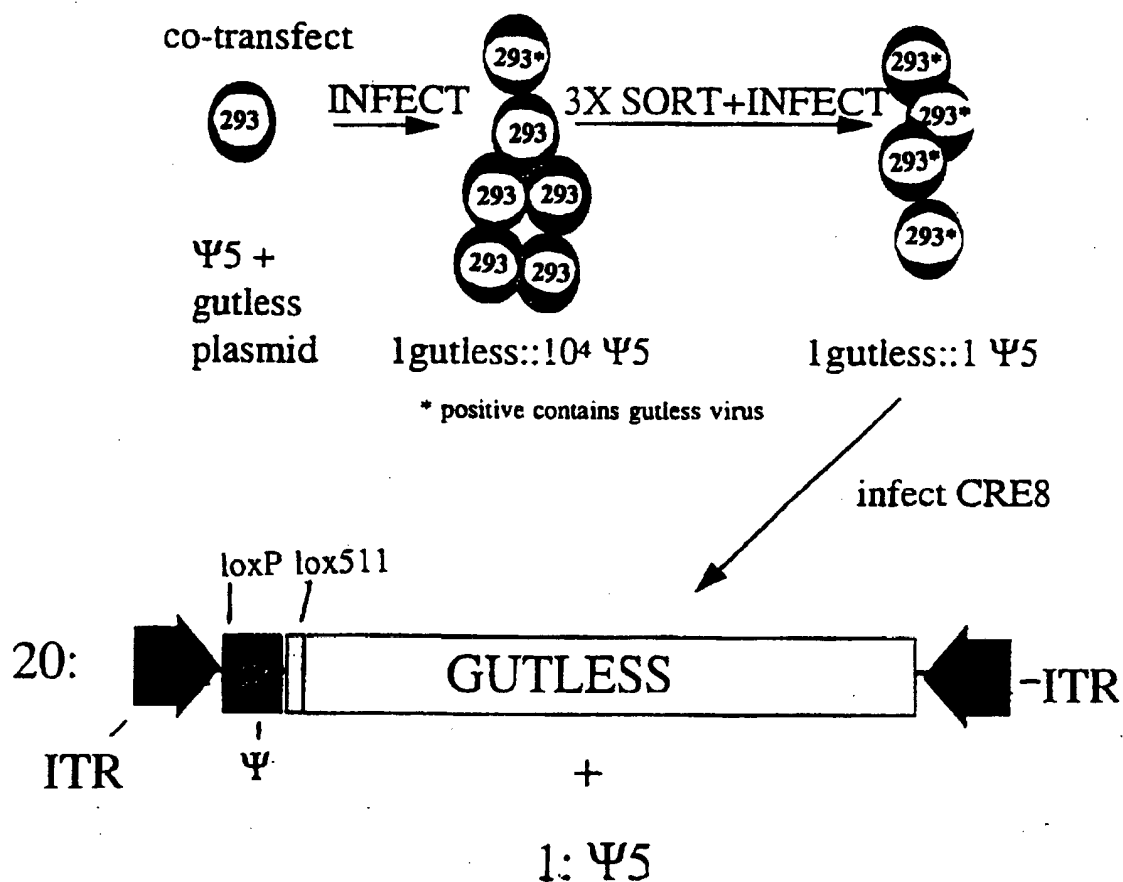 co-transfect
293
Ψ5 +
gutless
plasmid
INFECT
293*
293
293
293
293
293
1gutless::10⁴ Ψ5
3X SORT+INFECT
293*
293*
293*
293*
1gutless::1 Ψ5
* positive contains gutless virus
infect CRE8
loxP lox511
20:
GUTLESS
-ITR
ITR
Ψ
+
1: Ψ5